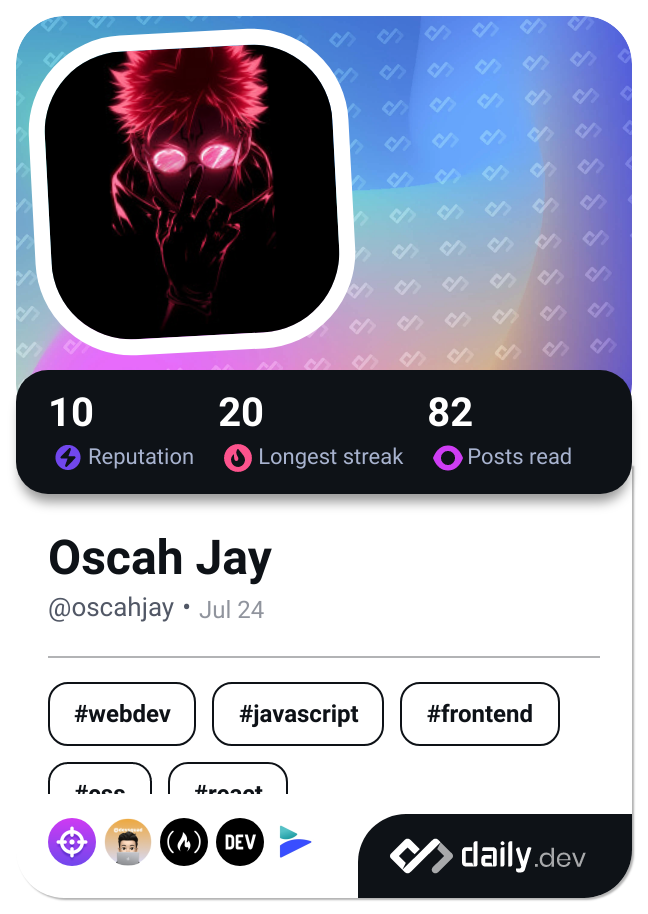 10 20 82
Reputation Longest streak Posts read
Oscah Jay
@oscahjay • Jul 24
#webdev #javascript #frontend
#css #react
DEV
daily.dev